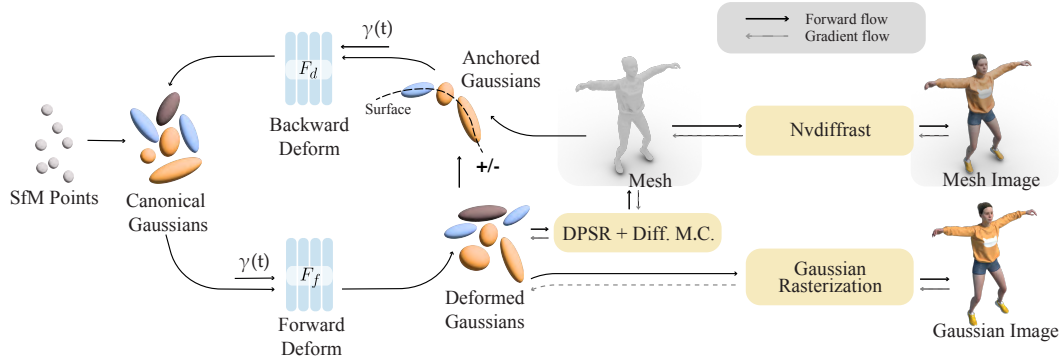 Forward flow
Gradient flow
γ(t)
F_d
Anchored
Gaussians
Surface
Backward
Deform
Nvdiffrast
+/-
Mesh
Mesh Image
SfM Points
Canonical
Gaussians
DPSR + Diff. M.C.
γ(t)
F_f
Gaussian
Rasterization
Deformed
Gaussians
Forward
Deform
Gaussian Image